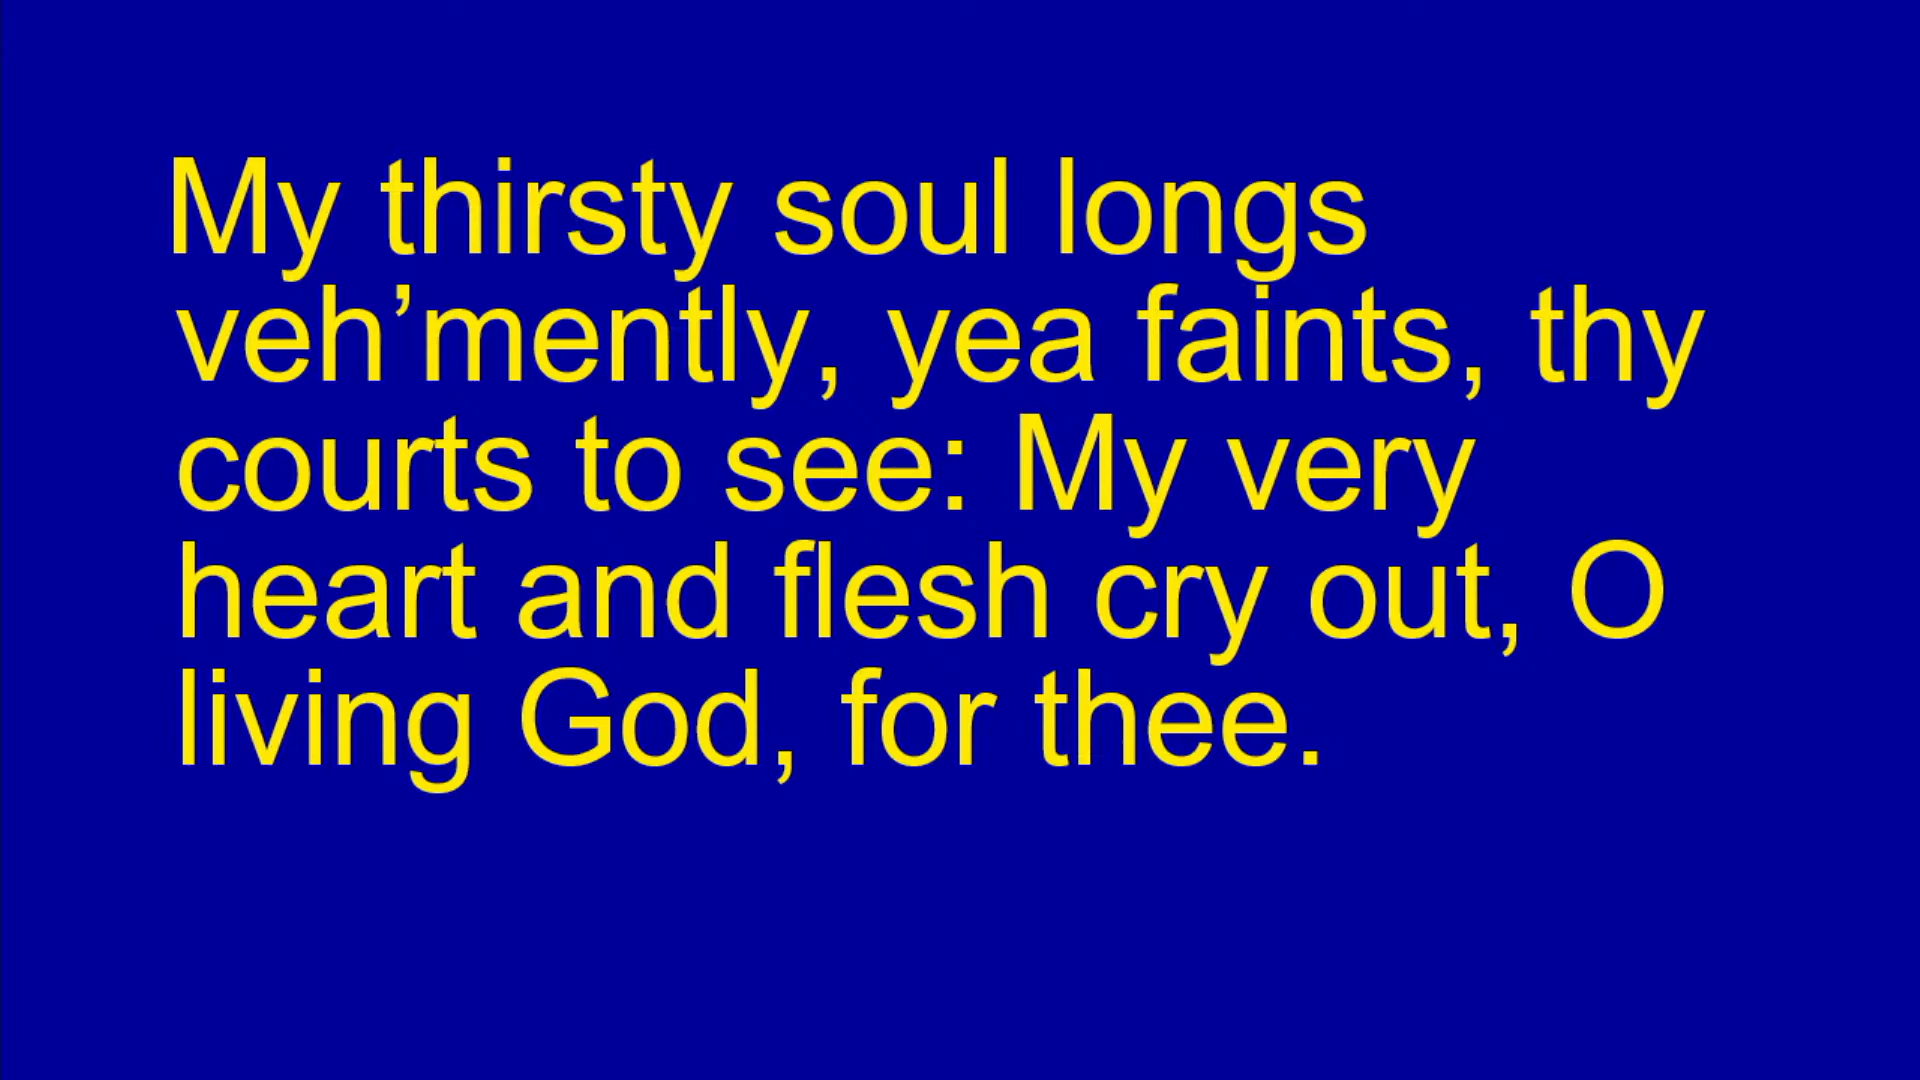 My thirsty soul longs
veh’mently, yea faints, thy
courts to see: My very
heart and flesh cry out, O
living God, for thee.